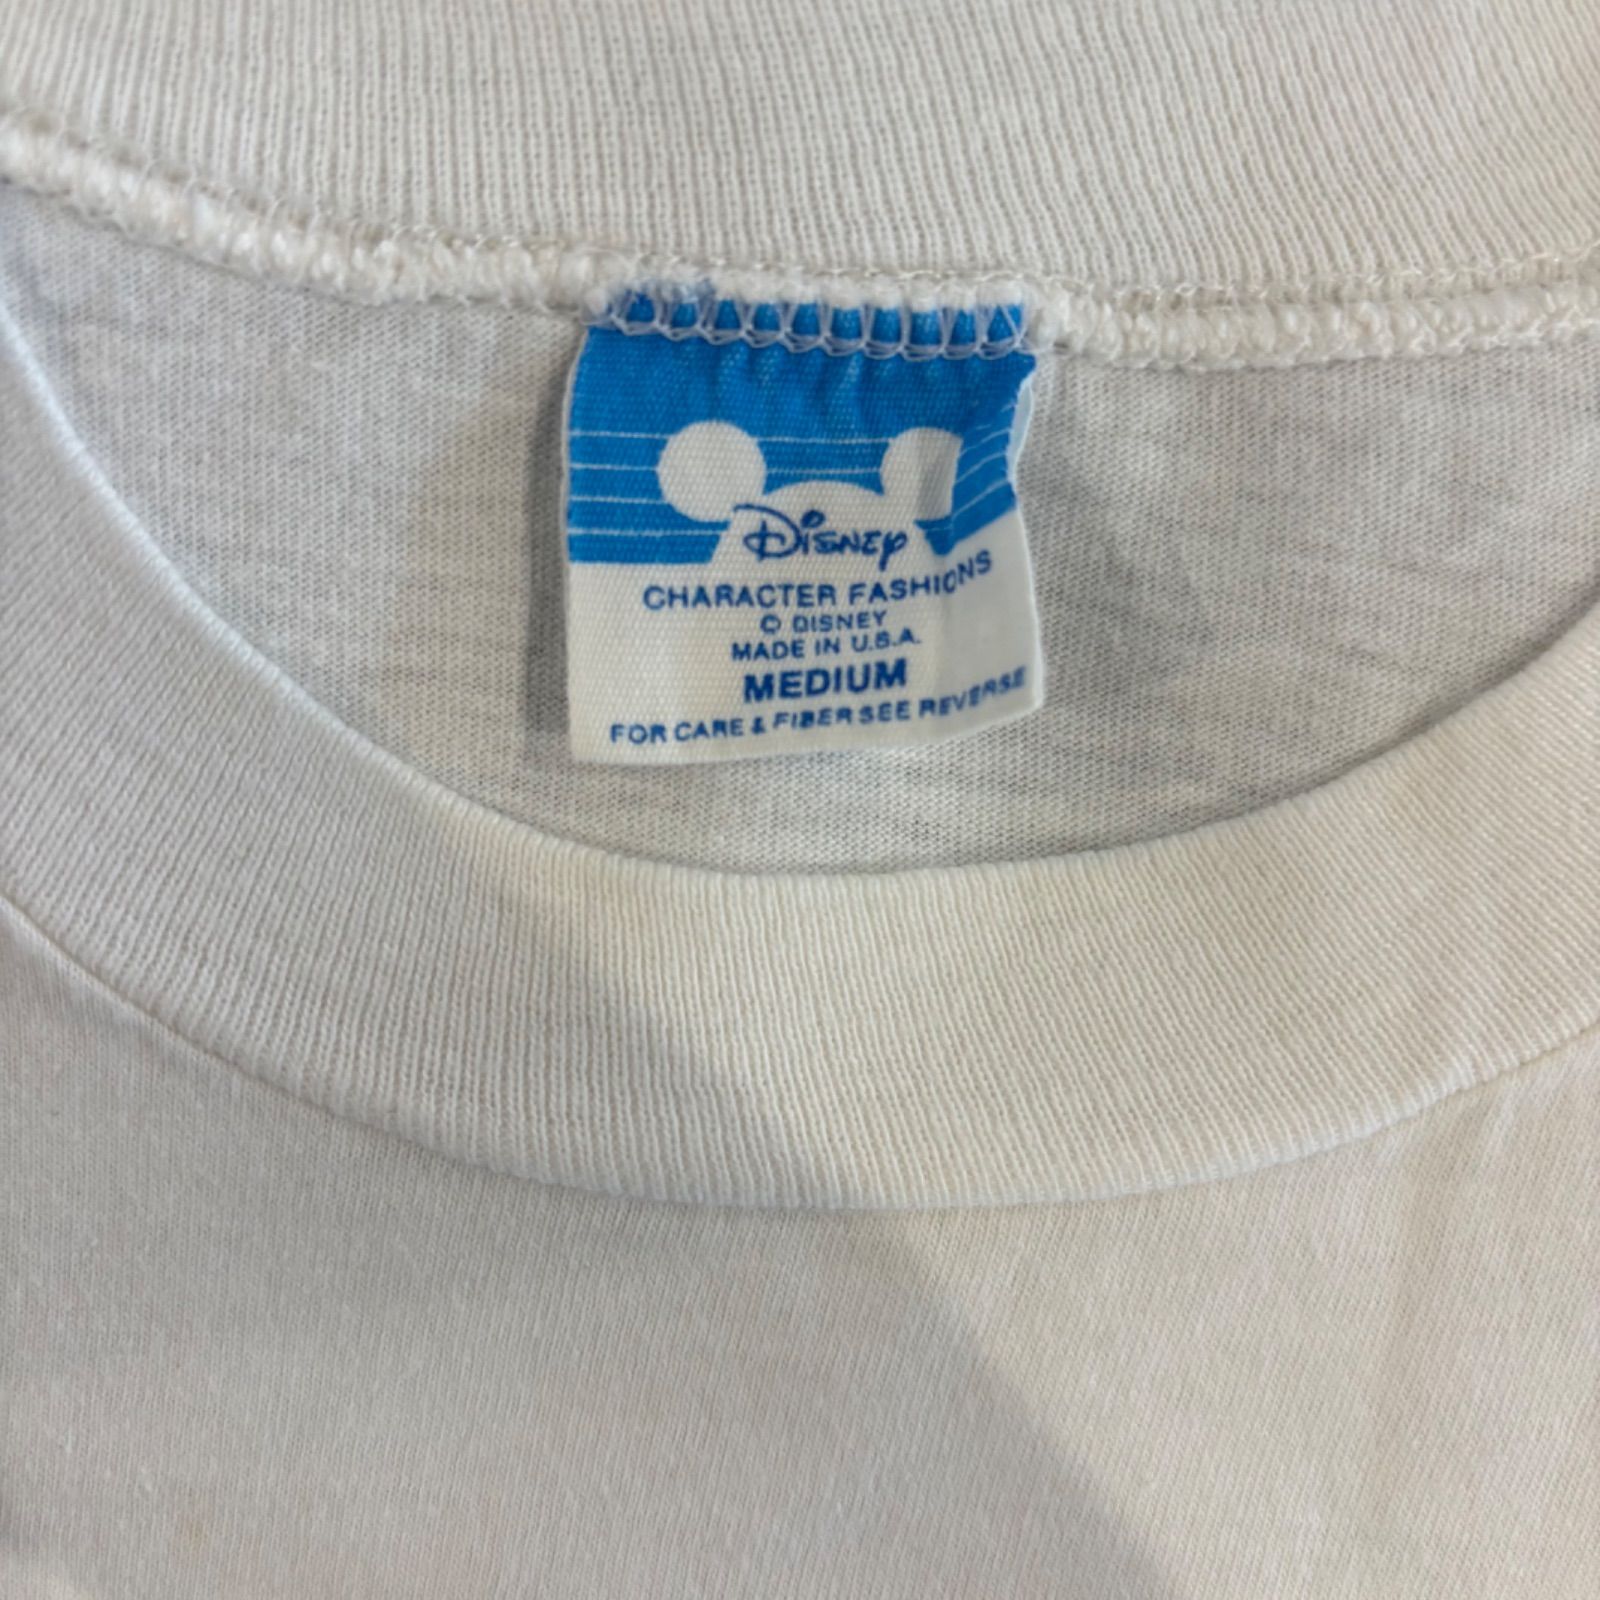 Disney
CHARACTER FASHIONS
© DISNEY
MADE IN U.S.A.
MEDIUM
FOR CARE & FIBER SEE REVERSE